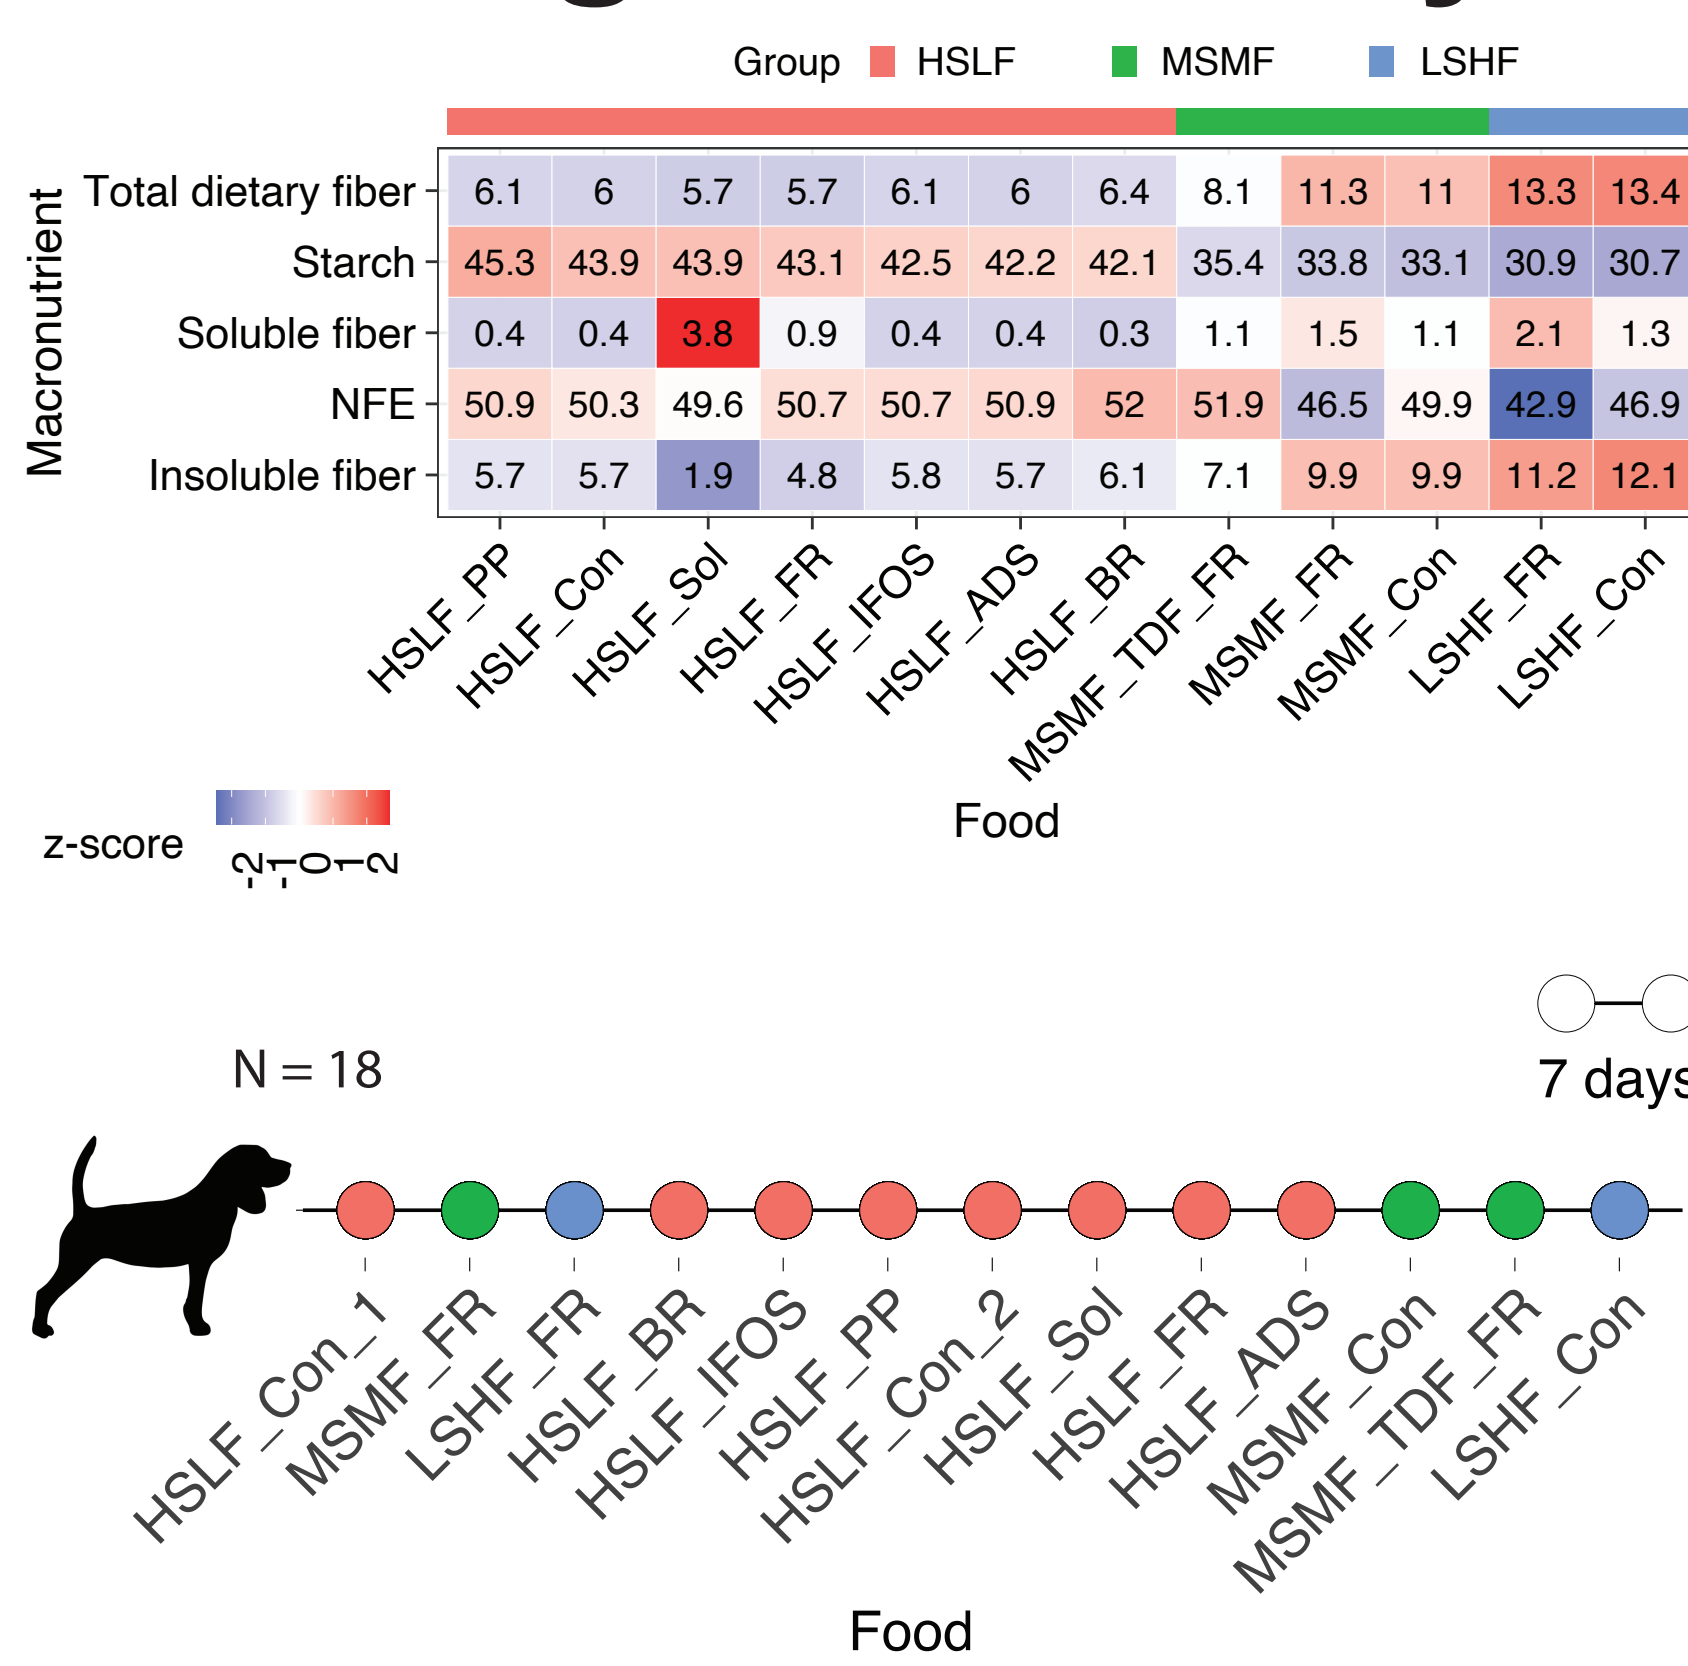 Group HSLF MSMF LSHF
Total dietary fiber 6.1 6 5.7 5.7 6.1 6 6.4 8.1 11.3 11 13.3 13.4
Starch 45.3 43.9 43.9 43.1 42.5 42.2 42.1 35.4 33.8 33.1 30.9 30.7
Soluble fiber 0.4 0.4 3.8 0.9 0.4 0.4 0.3 1.1 1.5 1.1 2.1 1.3
NFE 50.9 50.3 49.6 50.7 50.7 50.9 52 51.9 46.5 49.9 42.9 46.9
Insoluble fiber 5.7 5.7 1.9 4.8 5.8 5.7 6.1 7.1 9.9 9.9 11.2 12.1
Macronutrient
HSLF_PP HSLF_Con HSLF_Sol HSLF_FR HSLF_IFOS HSLF_ADS HSLF_BR MSMF_TDF_FR MSMF_FR MSMF_Con LSHF_FR LSHF_Con
Food
z-score
-2 -1 0 1 2
N = 18
7 days
HSLF_Con_1 MSMF_FR LSHF_FR HSLF_BR HSLF_IFOS HSLF_PP HSLF_Con_2 HSLF_Sol HSLF_FR HSLF_ADS MSMF_Con MSMF_TDF_FR LSHF_Con
Food